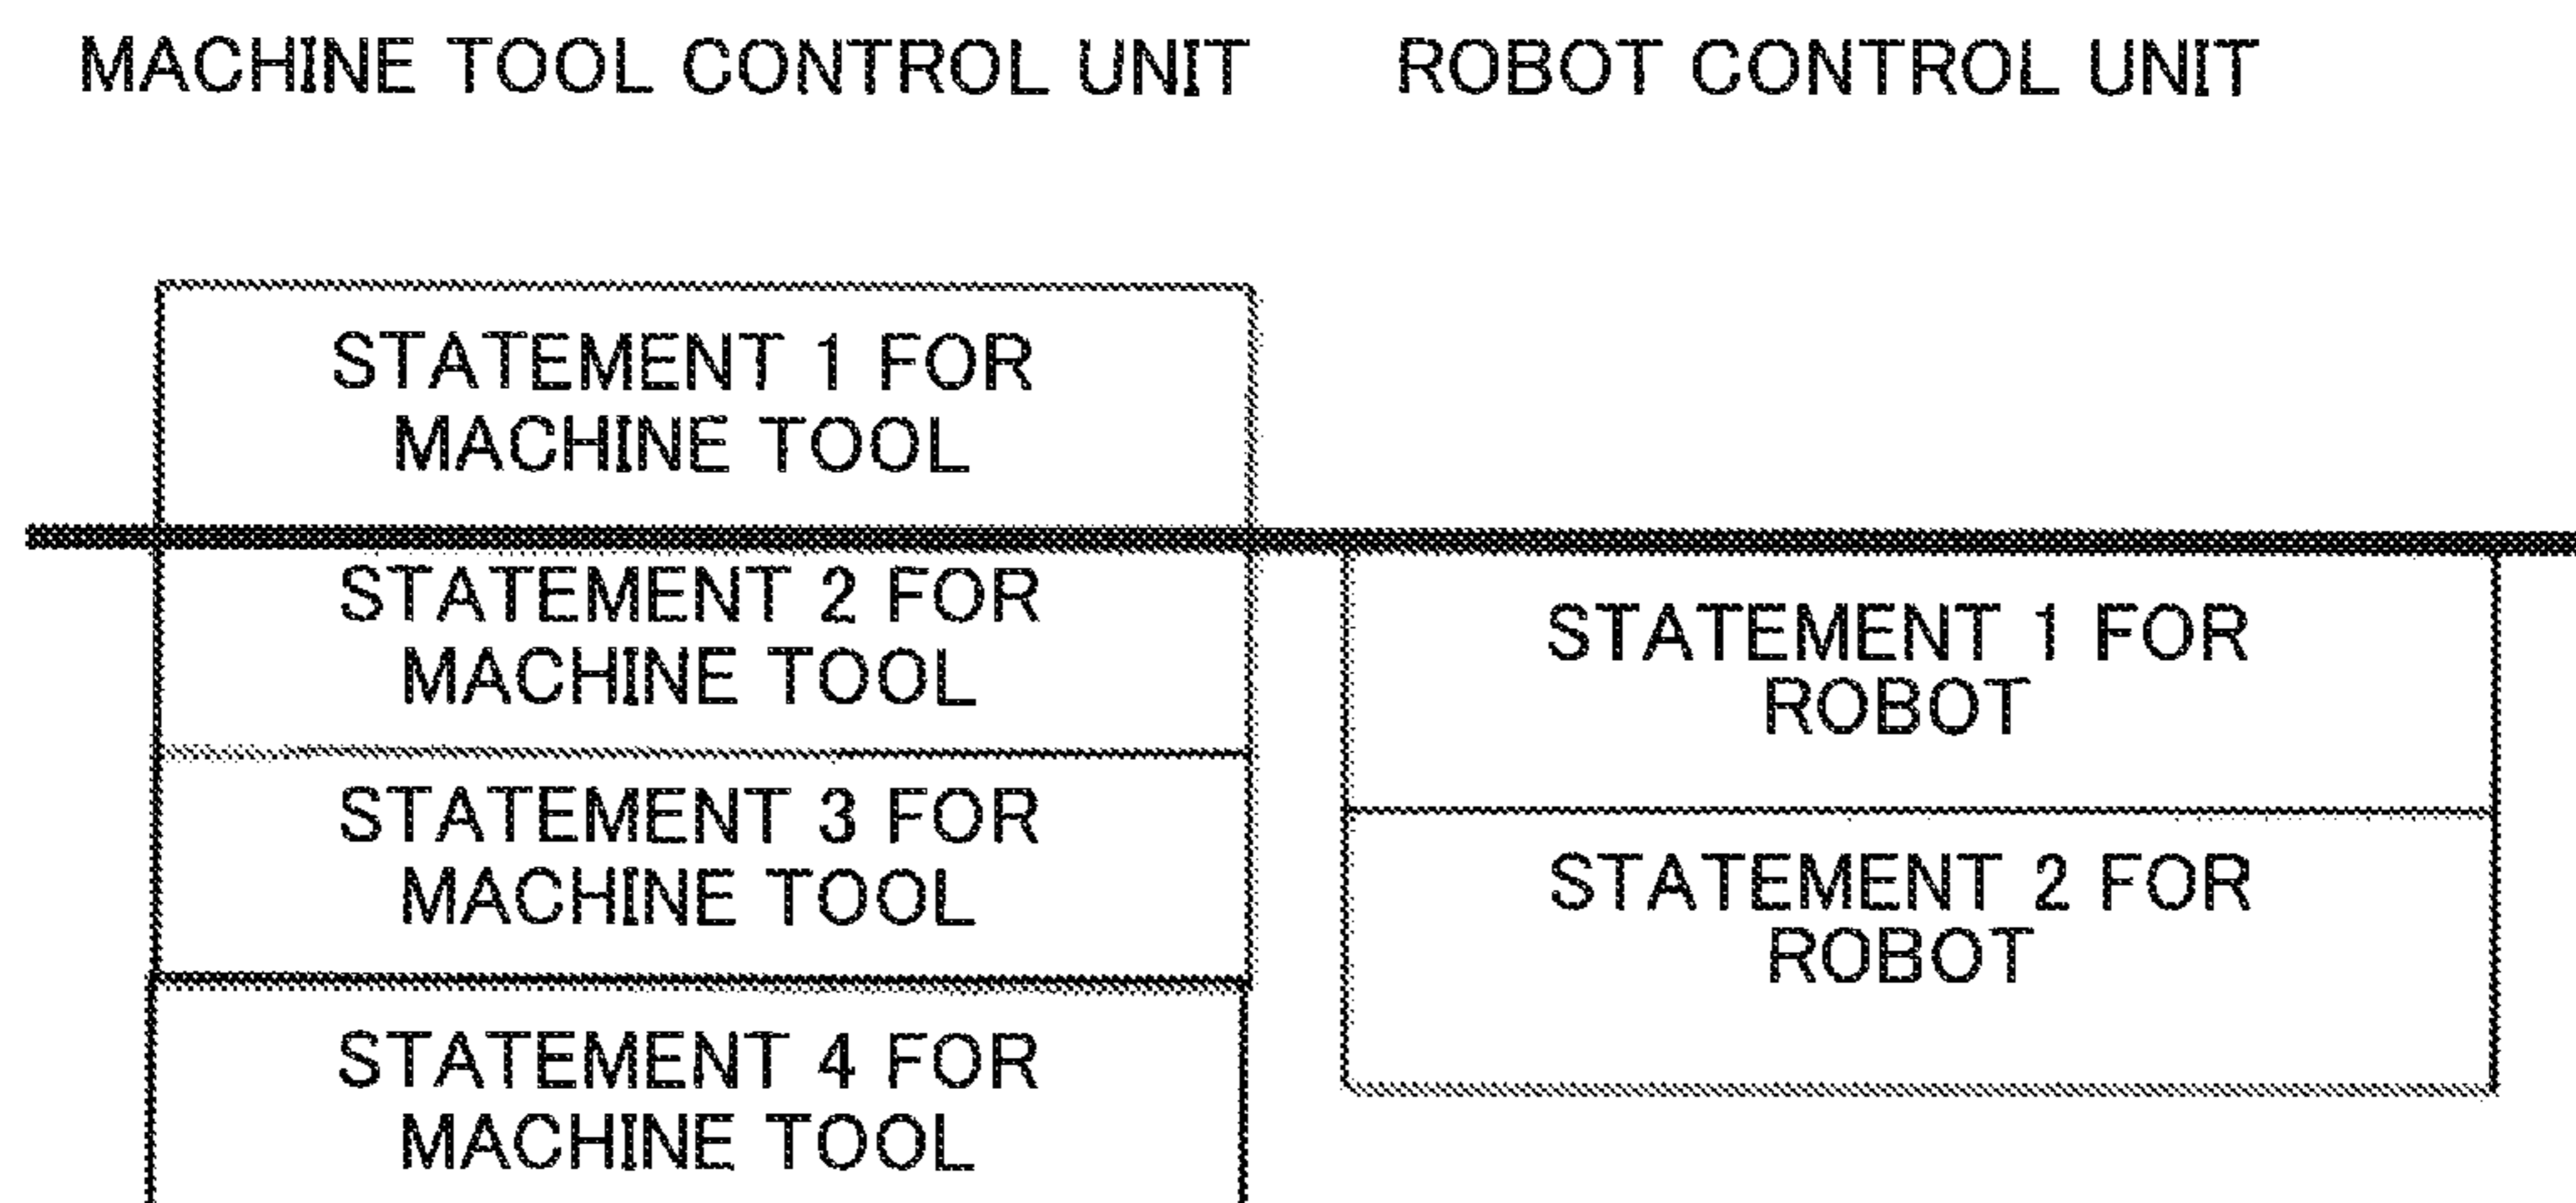 MACHINE TOOL CONTROL UNIT
ROBOT CONTROL UNIT
STATEMENT 1 FOR
MACHINE TOOL
STATEMENT 2 FOR
MACHINE TOOL
STATEMENT 3 FOR
MACHINE TOOL
STATEMENT 4 FOR
MACHINE TOOL
STATEMENT 1 FOR
ROBOT
STATEMENT 2 FOR
ROBOT